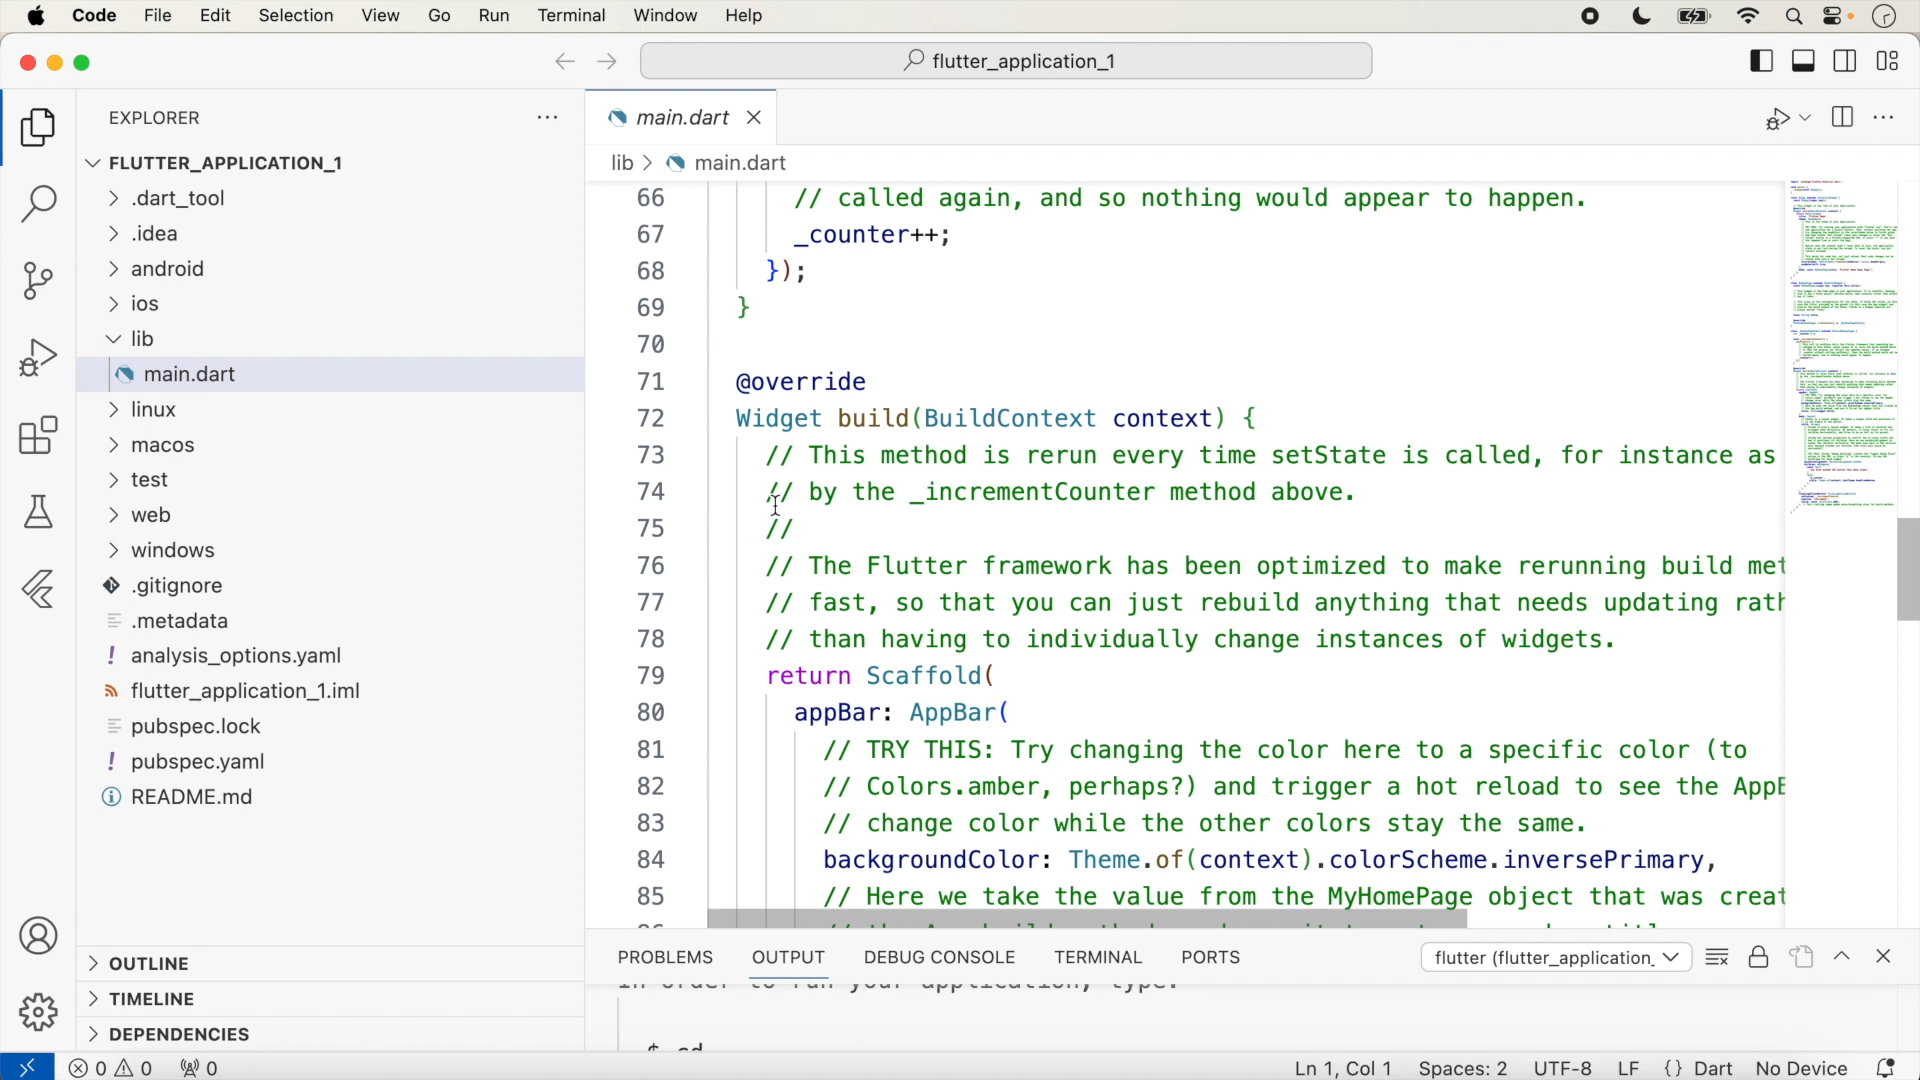 Code File Edit Selection View Go Run Terminal Window Help
flutter_application_1
EXPLORER
FLUTTER_APPLICATION_1
.dart_tool
.idea
android
ios
lib
main.dart
linux
macos
test
web
windows
.gitignore
.metadata
analysis_options.yaml
flutter_application_1.iml
pubspec.lock
pubspec.yaml
README.md
OUTLINE
TIMELINE
DEPENDENCIES
main.dart
lib > main.dart
66 // called again, and so nothing would appear to happen.
67 _counter++;
68 });
69 }
70
71 @override
72 Widget build(BuildContext context) {
73 // This method is rerun every time setState is called, for instance as
74 // by the _incrementCounter method above.
75 //
76 // The Flutter framework has been optimized to make rerunning build met
77 // fast, so that you can just rebuild anything that needs updating rath
78 // than having to individually change instances of widgets.
79 return Scaffold(
80 appBar: AppBar(
81 // TRY THIS: Try changing the color here to a specific color (to
82 // Colors.amber, perhaps?) and trigger a hot reload to see the AppB
83 // change color while the other colors stay the same.
84 backgroundColor: Theme.of(context).colorScheme.inversePrimary,
85 // Here we take the value from the MyHomePage object that was creat
PROBLEMS OUTPUT DEBUG CONSOLE TERMINAL PORTS flutter (flutter_application_
In order to run your application, type:
$ cd
0 0 0 Ln 1, Col 1 Spaces: 2 UTF-8 LF {} Dart No Device